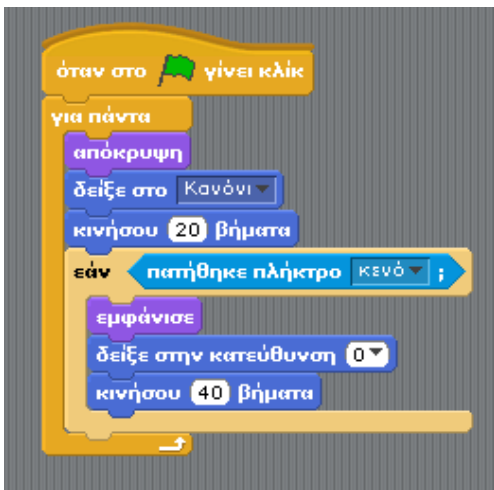 όταν στο γίνει κλίκ
για πάντα
απόκρυψη
δείξε στο Κανόνι
κινήσου 20 βήματα
εάν πατήθηκε πλήκτρο κενό ;
εμφάνισε
δείξε στην κατεύθυνση 0
κινήσου 40 βήματα